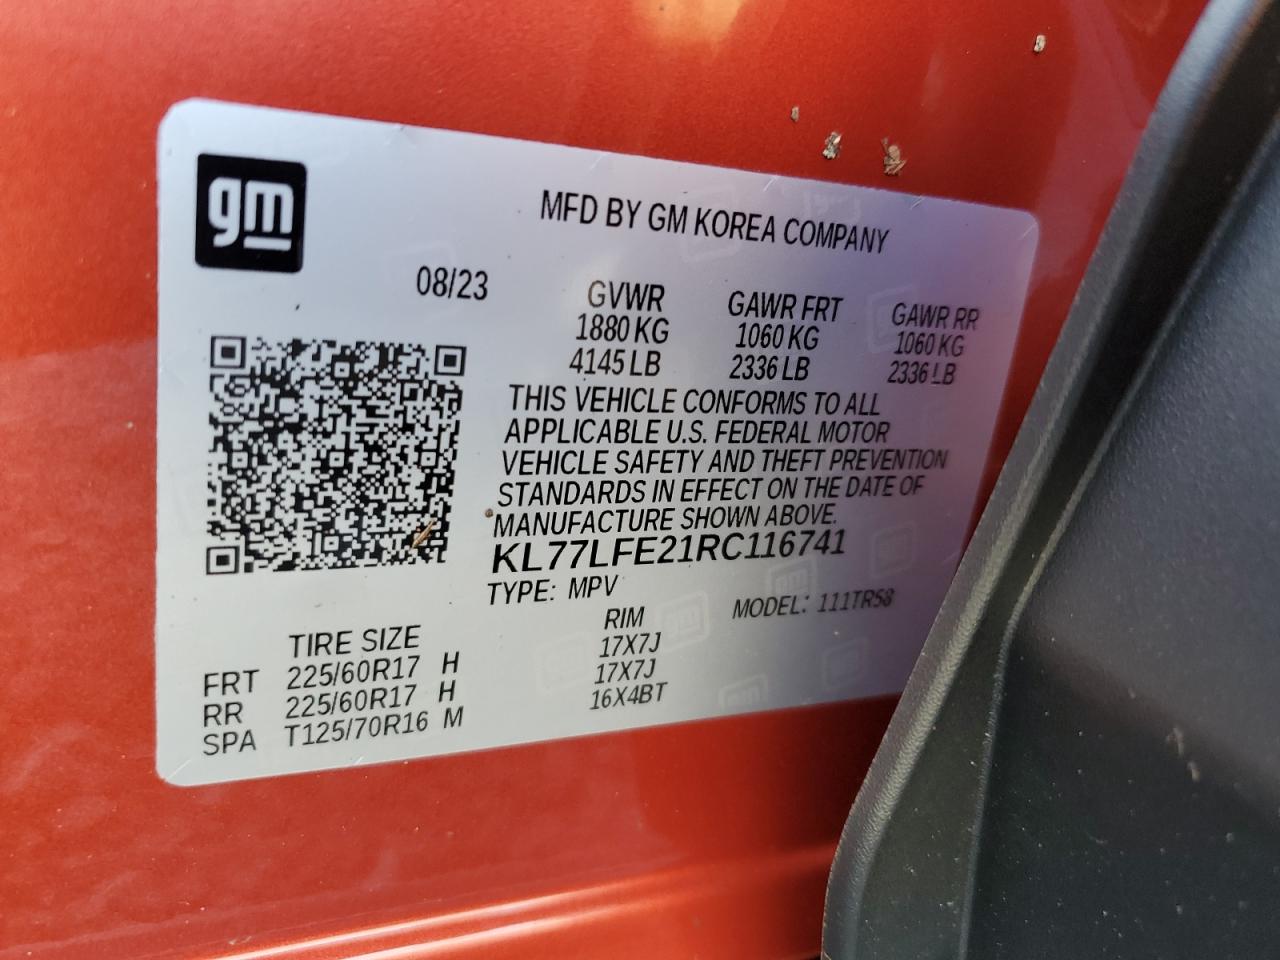 gm
MFD BY GM KOREA COMPANY
08/23
GVWR GAWR FRT GAWR RR
1880 KG 1060 KG 1060 KG
4145 LB 2336 LB 2336 LB
THIS VEHICLE CONFORMS TO ALL
APPLICABLE U.S. FEDERAL MOTOR
VEHICLE SAFETY AND THEFT PREVENTION
STANDARDS IN EFFECT ON THE DATE OF
MANUFACTURE SHOWN ABOVE.
KL77LFE21RC116741
TYPE: MPV MODEL: 111TR58
TIRE SIZE RIM
FRT 225/60R17 H 17X7J
RR 225/60R17 H 17X7J
SPA T125/70R16 M 16X4BT